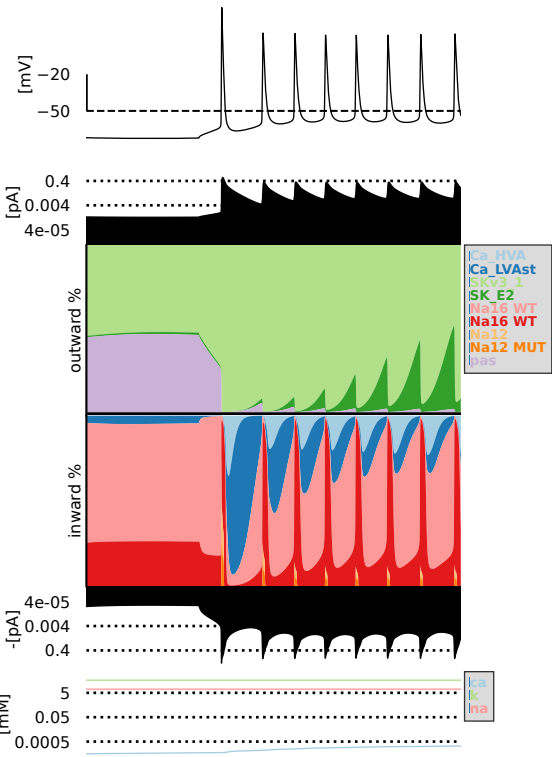 [mV]
−20
−50
[pA]
0.4
0.004
4e-05
outward %
Ca_HVA
Ca_LVAst
SKv3_1
SK_E2
Na16 WT
Na16 WT
Na12
Na12 MUT
pas
inward %
-[pA]
4e-05
0.004
0.4
[mM]
5
0.05
0.0005
ca
k
na